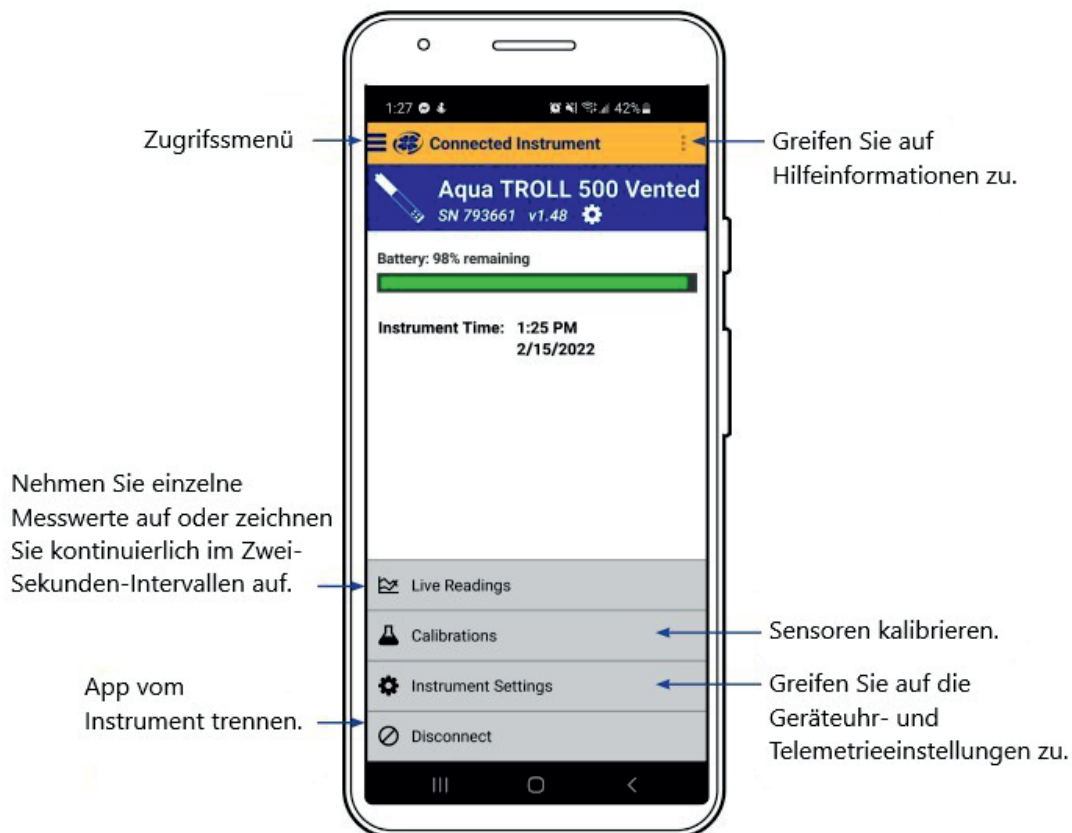 1:27 42%
Zugrifssmenü
Connected Instrument
Greifen Sie auf
Hilfeinformationen zu.
Aqua TROLL 500 Vented
SN 793661 v1.48
Battery: 98% remaining
Instrument Time: 1:25 PM
2/15/2022
Nehmen Sie einzelne
Messwerte auf oder zeichnen
Sie kontinuierlich im Zwei-
Sekunden-Intervallen auf.
Live Readings
Calibrations
Sensoren kalibrieren.
Instrument Settings
Greifen Sie auf die
Geräteuhr- und
Telemetrieeinstellungen zu.
App vom
Instrument trennen.
Disconnect